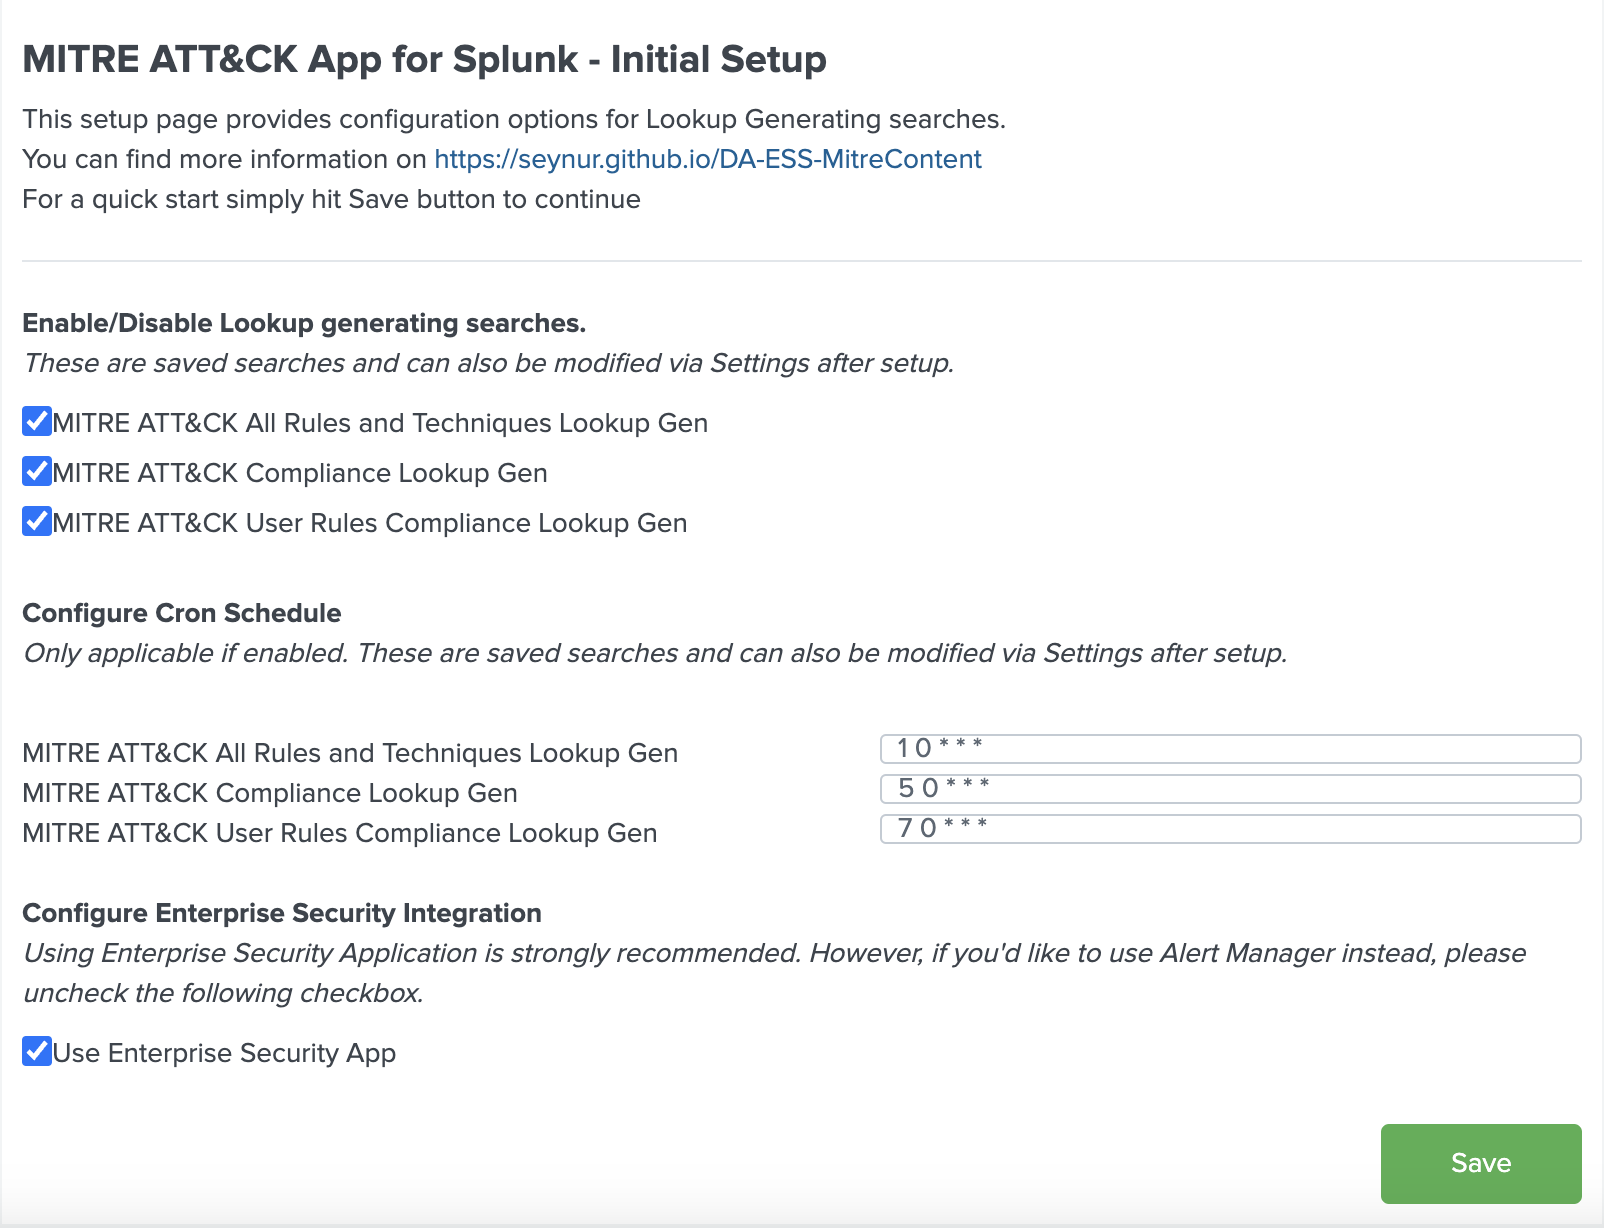 MITRE ATT&CK App for Splunk - Initial Setup
This setup page provides configuration options for Lookup Generating searches.
You can find more information on https://seynur.github.io/DA-ESS-MitreContent
For a quick start simply hit Save button to continue
Enable/Disable Lookup generating searches.
These are saved searches and can also be modified via Settings after setup.
MITRE ATT&CK All Rules and Techniques Lookup Gen
MITRE ATT&CK Compliance Lookup Gen
MITRE ATT&CK User Rules Compliance Lookup Gen
Configure Cron Schedule
Only applicable if enabled. These are saved searches and can also be modified via Settings after setup.
MITRE ATT&CK All Rules and Techniques Lookup Gen 1 0 * * *
MITRE ATT&CK Compliance Lookup Gen 5 0 * * *
MITRE ATT&CK User Rules Compliance Lookup Gen 7 0 * * *
Configure Enterprise Security Integration
Using Enterprise Security Application is strongly recommended. However, if you'd like to use Alert Manager instead, please
uncheck the following checkbox.
Use Enterprise Security App
Save